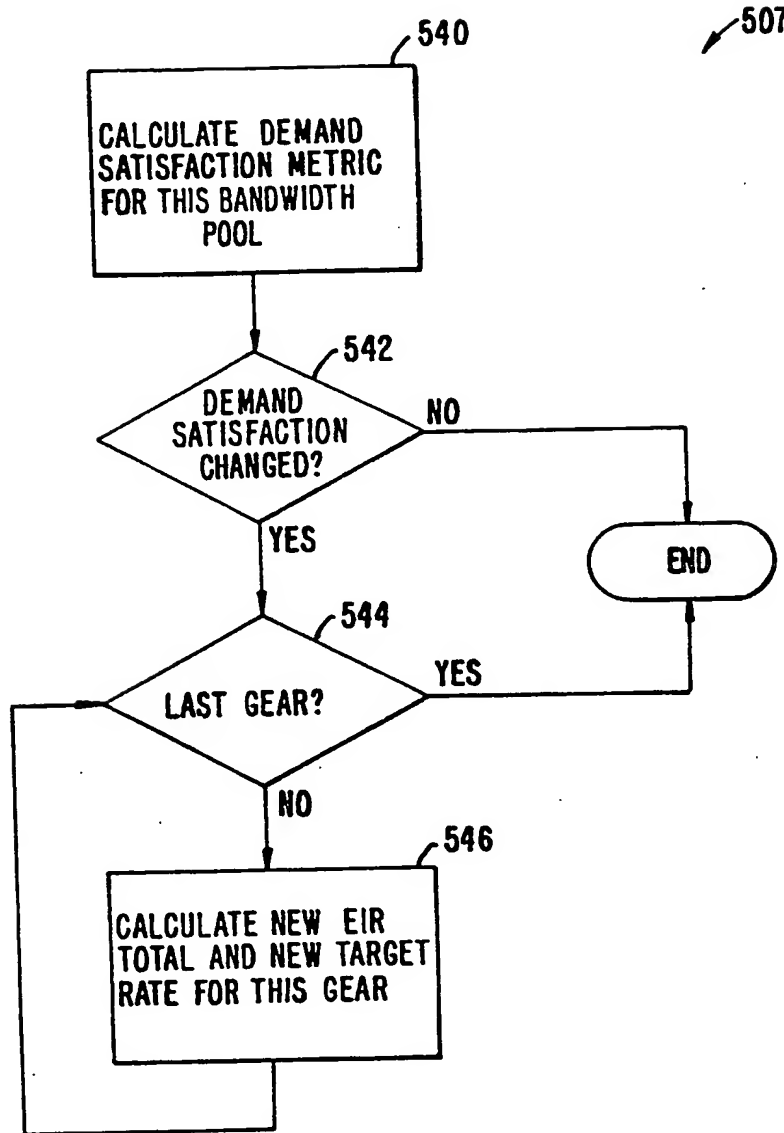 507
540
CALCULATE DEMAND
SATISFACTION METRIC
FOR THIS BANDWIDTH
POOL
542
DEMAND
SATISFACTION
CHANGED?
NO
YES
END
544
LAST GEAR?
YES
NO
546
CALCULATE NEW EIR
TOTAL AND NEW TARGET
RATE FOR THIS GEAR